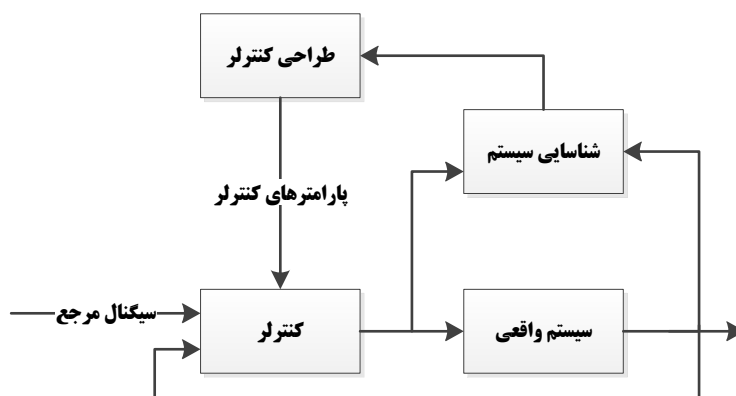 طراحی کنترلر
شناسایی سیستم
پارامترهای کنترلر
سیگنال مرجع
کنترلر
سیستم واقعی